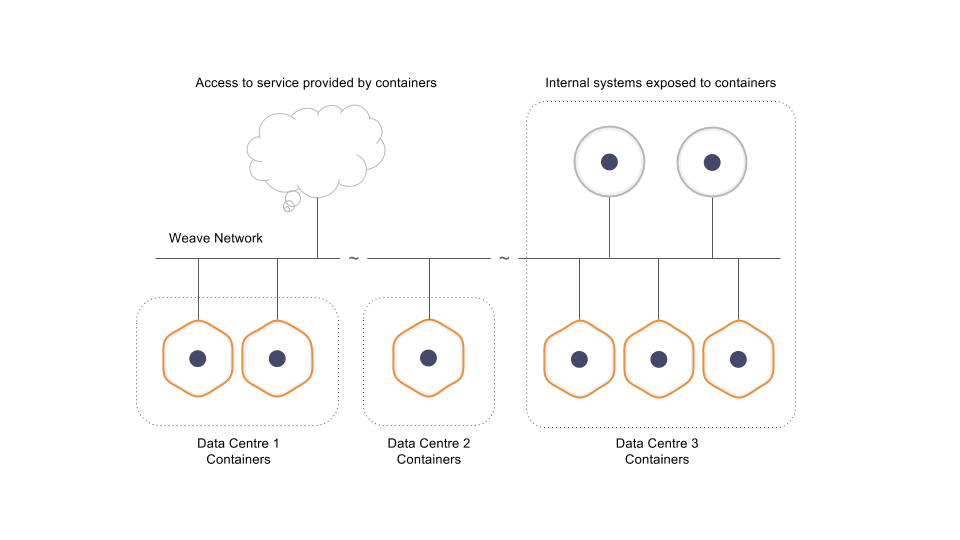 Access to service provided by containers
Internal systems exposed to containers
Weave Network
~
~
Data Centre 1
Containers
Data Centre 2
Containers
Data Centre 3
Containers